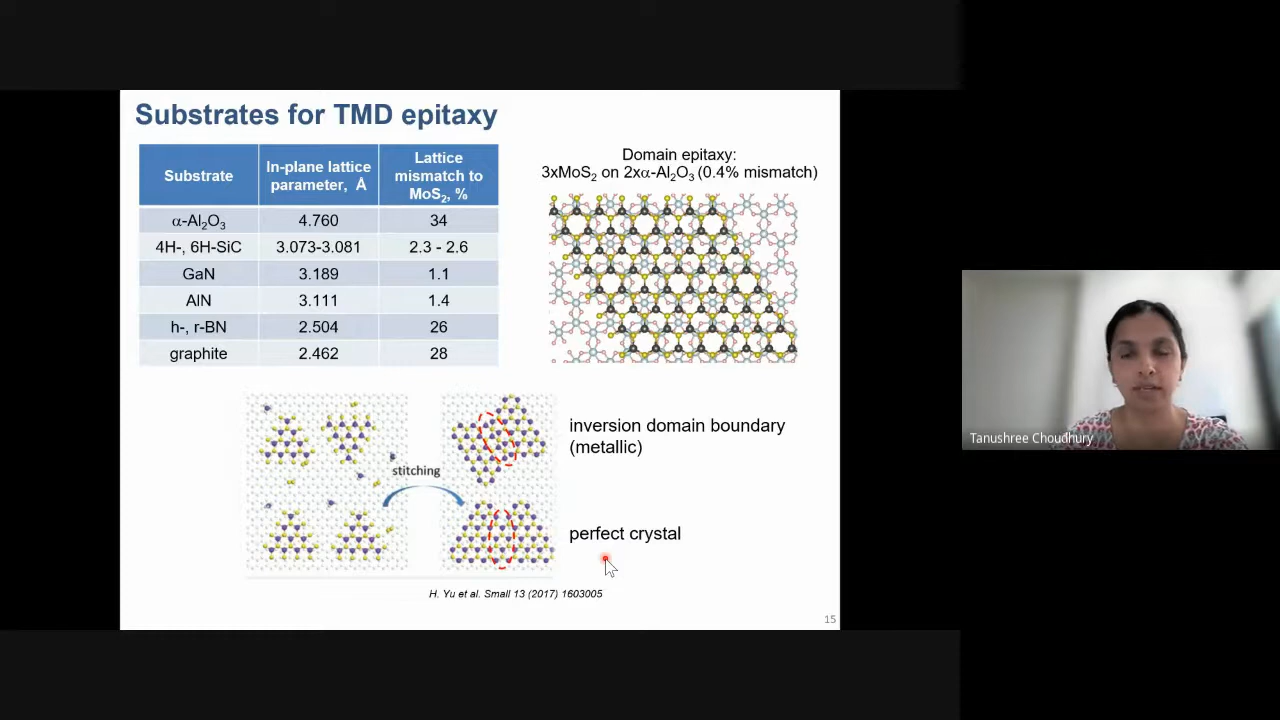 Substrates for TMD epitaxy
Substrate
In-plane lattice
parameter, Å
Lattice
mismatch to
MoS₂, %
α-Al₂O₃ 4.760 34
4H-, 6H-SiC 3.073-3.081 2.3 - 2.6
GaN 3.189 1.1
AlN 3.111 1.4
h-, r-BN 2.504 26
graphite 2.462 28
Domain epitaxy:
3xMoS₂ on 2xα-Al₂O₃ (0.4% mismatch)
stitching
inversion domain boundary
(metallic)
perfect crystal
H. Yu et al. Small 13 (2017) 1603005
15
Tanushree Choudhury